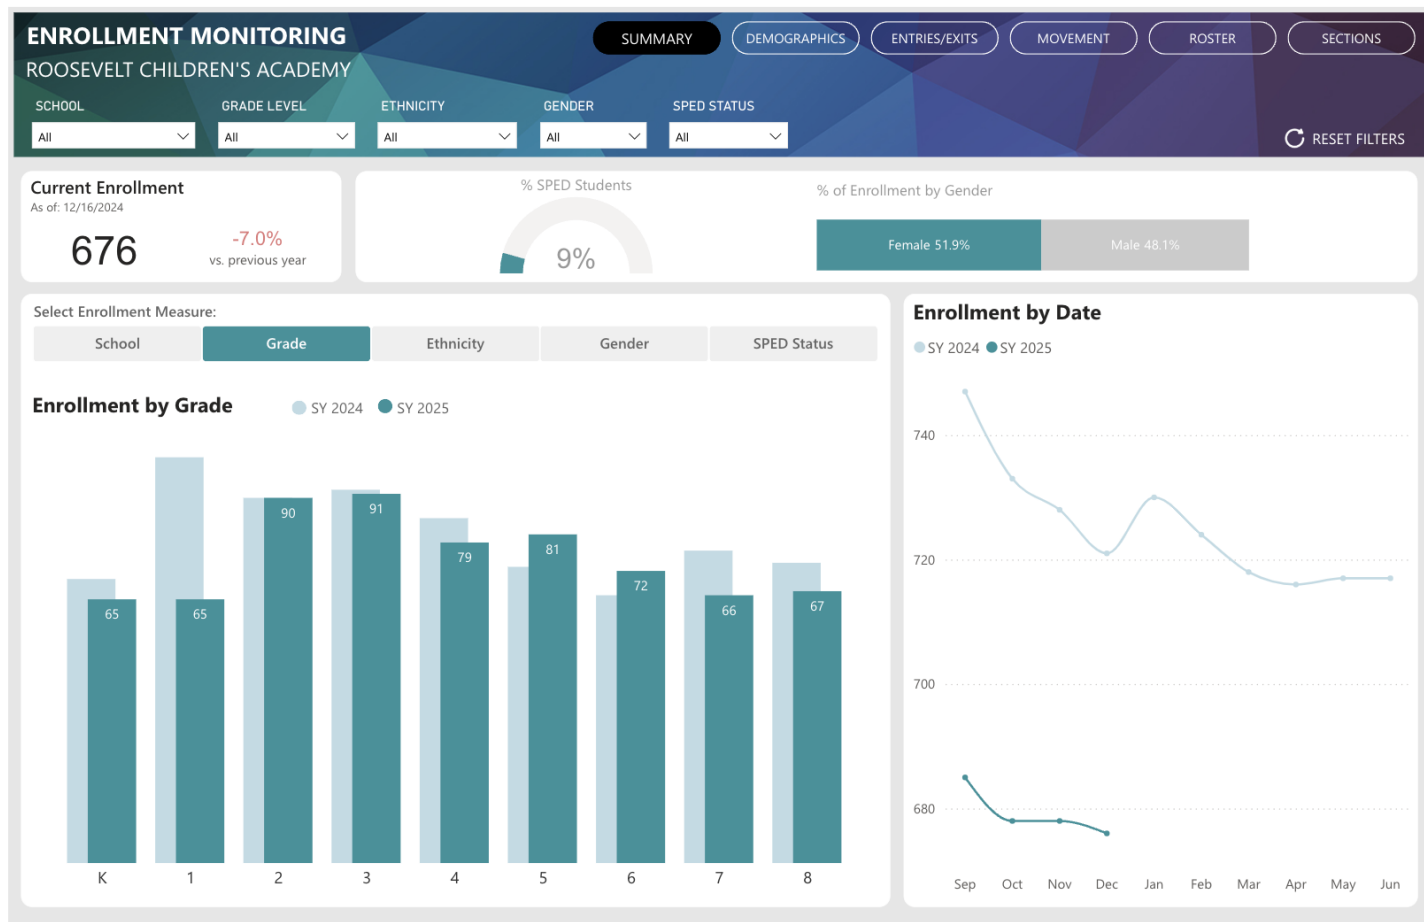 ENROLLMENT MONITORING
ROOSEVELT CHILDREN'S ACADEMY
SUMMARY
DEMOGRAPHICS
ENTRIES/EXITS
MOVEMENT
ROSTER
SECTIONS
SCHOOL
GRADE LEVEL
ETHNICITY
GENDER
SPED STATUS
All
All
All
All
All
RESET FILTERS
Current Enrollment
As of: 12/16/2024
676
-7.0%
vs. previous year
% SPED Students
9%
% of Enrollment by Gender
Female 51.9%
Male 48.1%
Select Enrollment Measure:
School
Grade
Ethnicity
Gender
SPED Status
Enrollment by Grade
SY 2024
SY 2025
65
65
90
91
79
81
72
66
67
K
1
2
3
4
5
6
7
8
Enrollment by Date
SY 2024
SY 2025
740
720
700
680
Sep
Oct
Nov
Dec
Jan
Feb
Mar
Apr
May
Jun